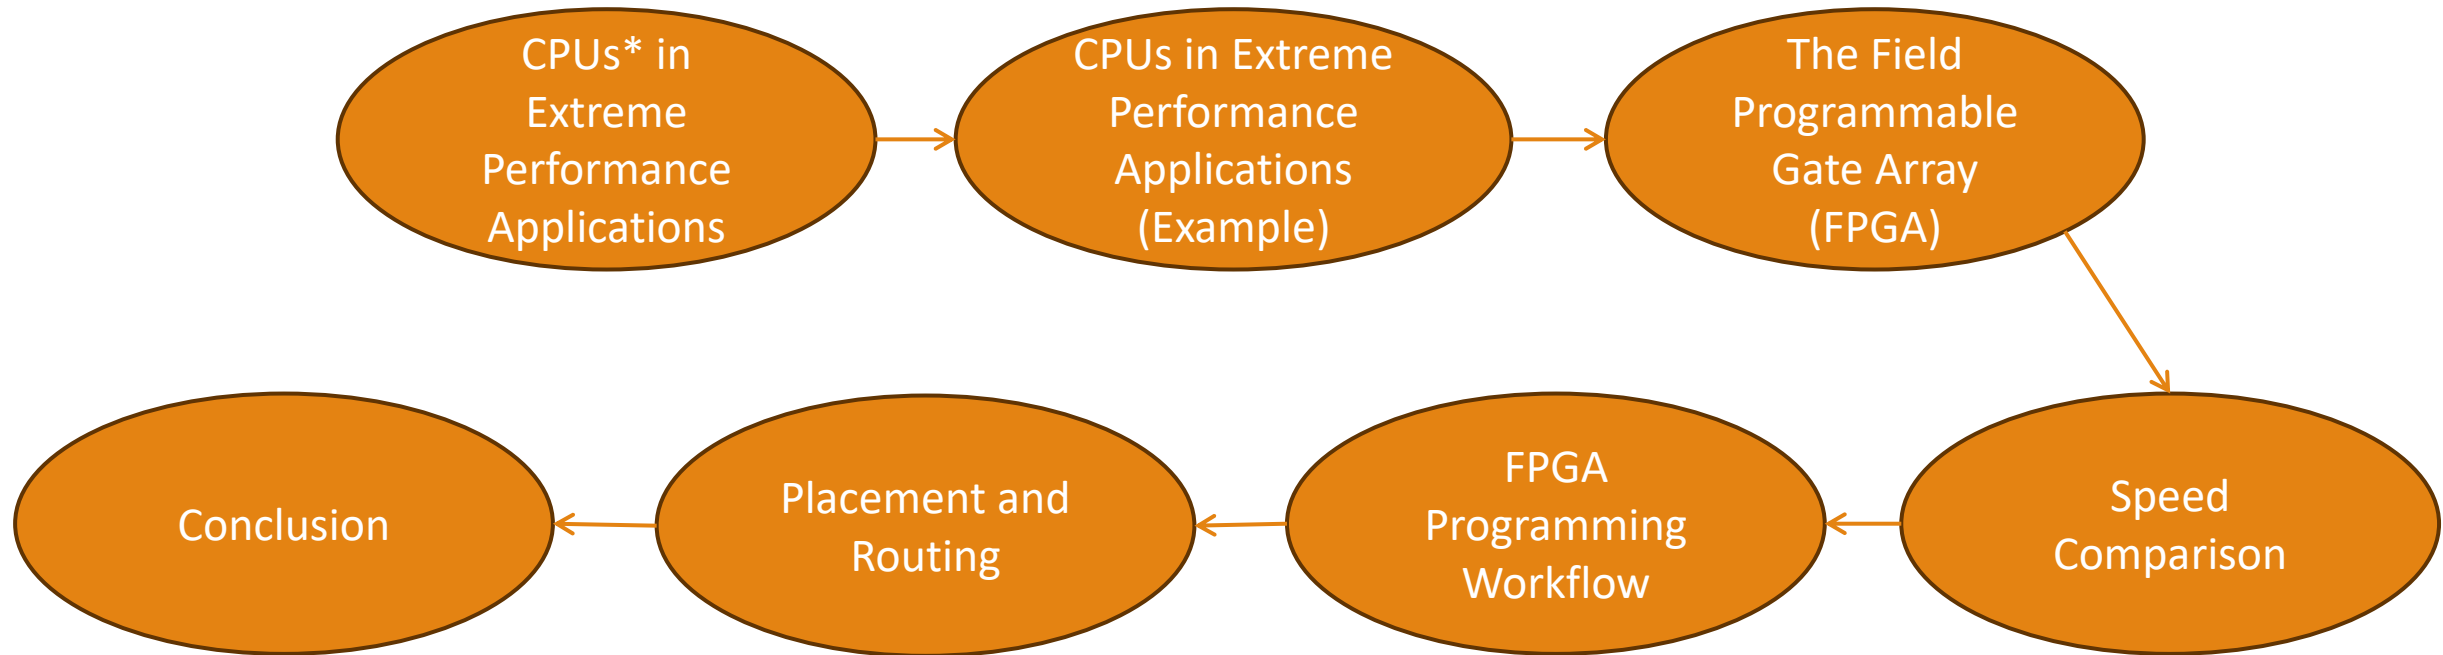 CPUs* in
Extreme
Performance
Applications
CPUs in Extreme
Performance
Applications
(Example)
The Field
Programmable
Gate Array
(FPGA)
Speed
Comparison
FPGA
Programming
Workflow
Placement and
Routing
Conclusion